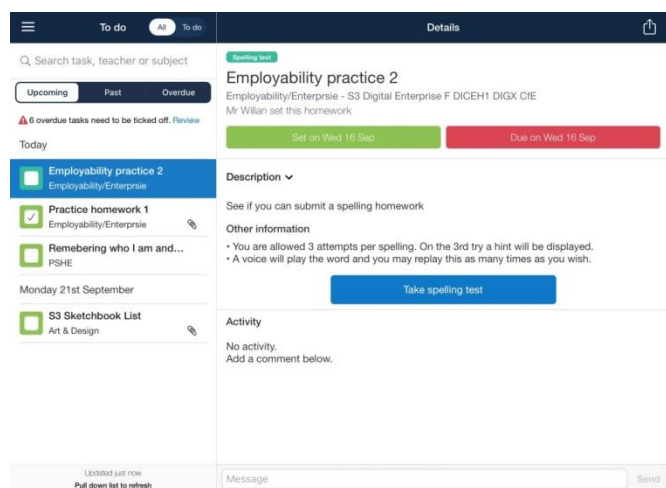 To do
All
To do
Details
Search task, teacher or subject
Upcoming
Past
Overdue
6 overdue tasks need to be ticked off. Review
Today
Employability practice 2
Employability/Enterprsie
Practice homework 1
Employability/Enterprsie
Remebering who I am and...
PSHE
Monday 21st September
S3 Sketchbook List
Art & Design
Updated just now
Pull down list to refresh
Spelling test
Employability practice 2
Employability/Enterprsie - S3 Digital Enterprise F DICEH1 DIGX CfE
Mr Willan set this homework
Set on Wed 16 Sep
Due on Wed 16 Sep
Description
See if you can submit a spelling homework
Other information
• You are allowed 3 attempts per spelling. On the 3rd try a hint will be displayed.
• A voice will play the word and you may replay this as many times as you wish.
Take spelling test
Activity
No activity.
Add a comment below.
Message
Send